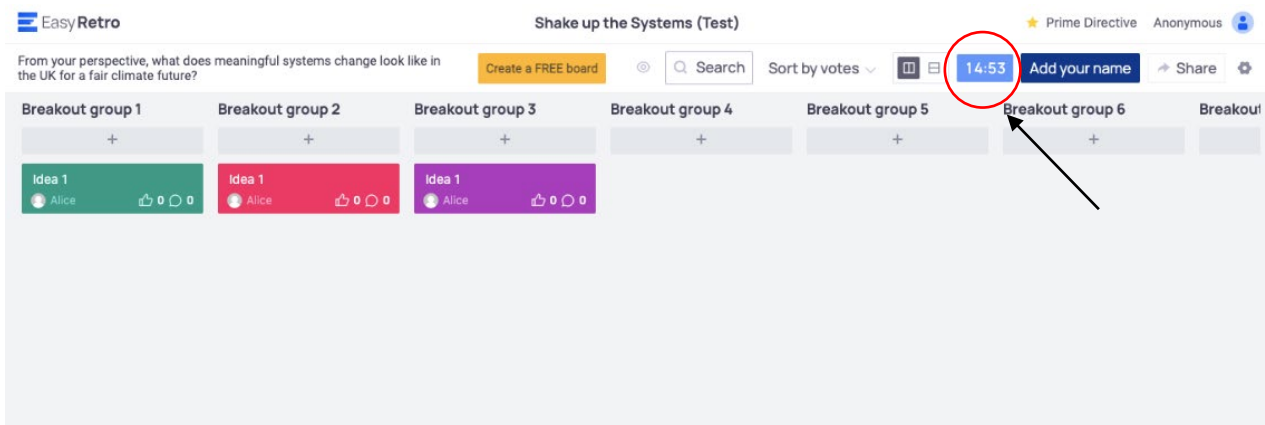 EasyRetro
Shake up the Systems (Test)
Prime Directive Anonymous
From your perspective, what does meaningful systems change look like in
the UK for a fair climate future?
Create a FREE board
Search
Sort by votes
14:53
Add your name
Share
Breakout group 1
Breakout group 2
Breakout group 3
Breakout group 4
Breakout group 5
Breakout group 6
Breakout
+
+
+
+
+
+
Idea 1
Alice 0 0
Idea 1
Alice 0 0
Idea 1
Alice 0 0